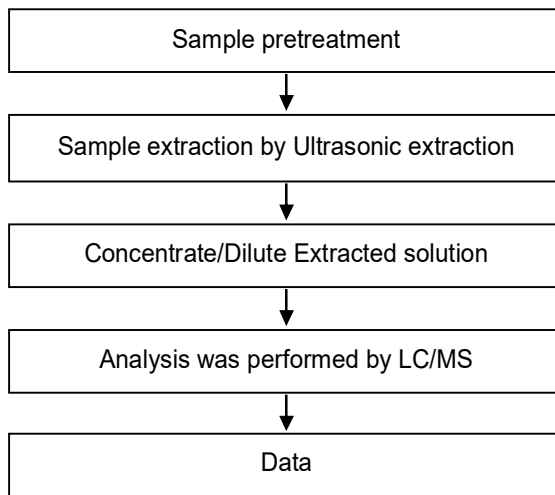 Sample pretreatment
Sample extraction by Ultrasonic extraction
Concentrate/Dilute Extracted solution
Analysis was performed by LC/MS
Data